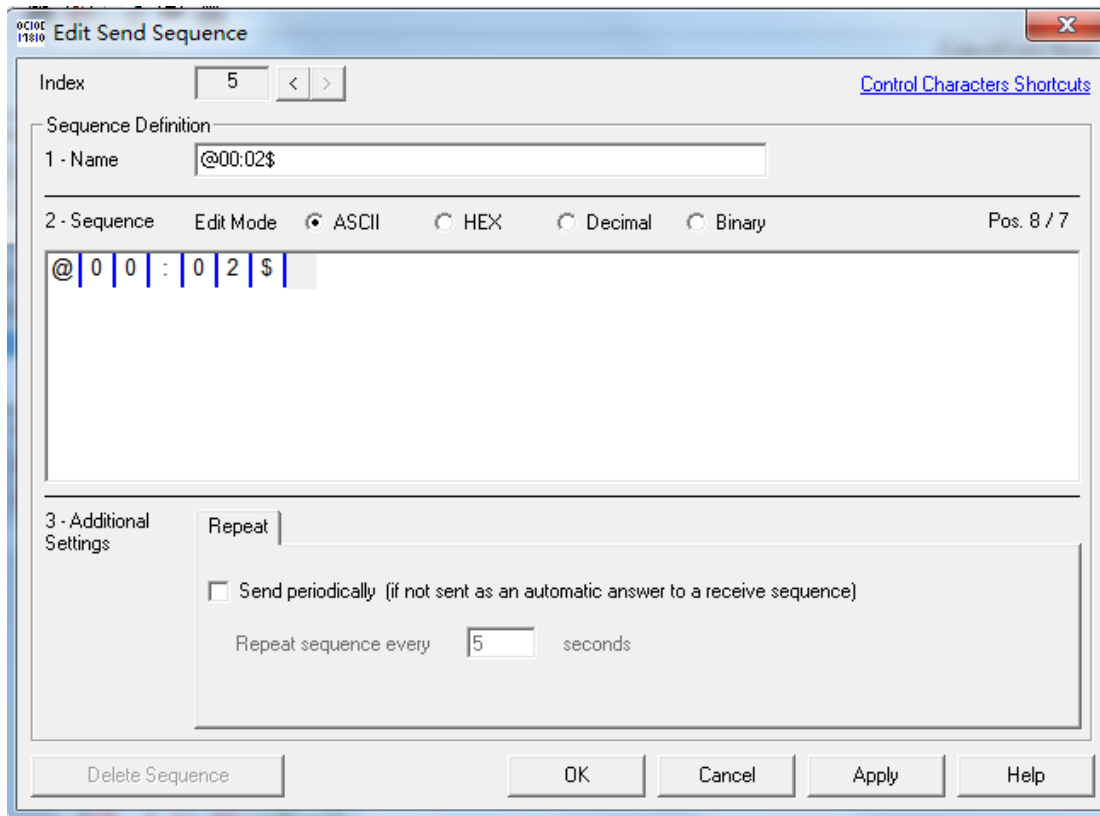 Edit Send Sequence
Index 5 < >
Control Characters Shortcuts
Sequence Definition
1 - Name @00:02$
2 - Sequence Edit Mode ASCII HEX Decimal Binary Pos. 8 / 7
@ 0 0 : 0 2 $
3 - Additional Settings
Repeat
Send periodically (if not sent as an automatic answer to a receive sequence)
Repeat sequence every 5 seconds
Delete Sequence OK Cancel Apply Help